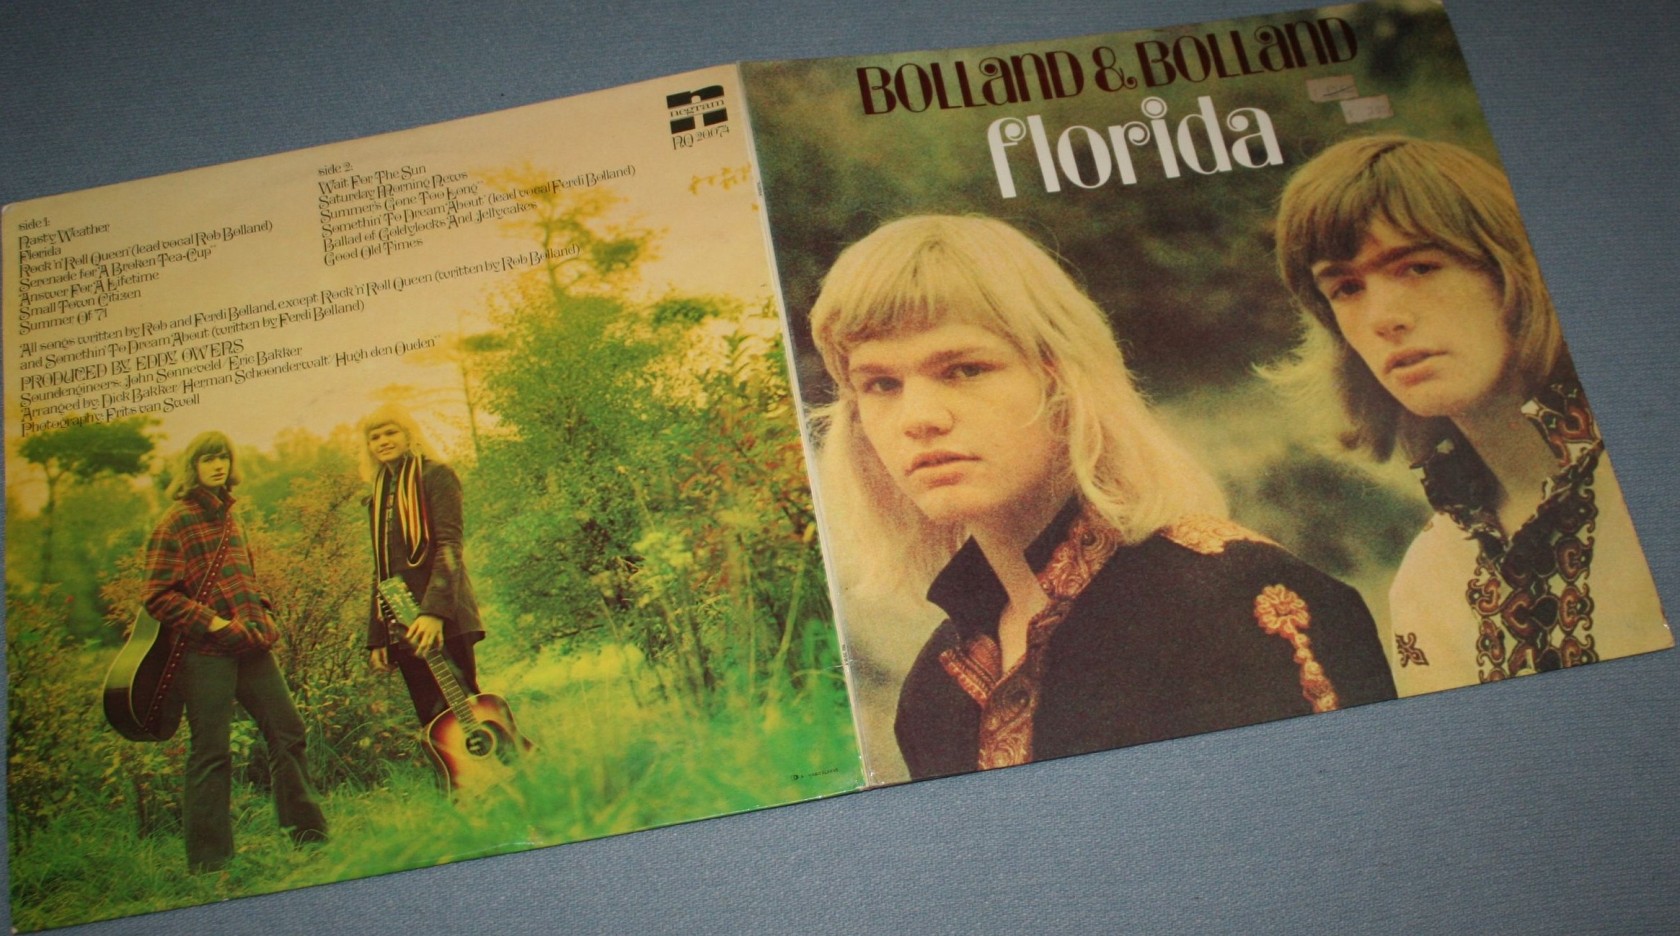 side 1:
Nasty Weather
Florida
Rock 'n' Roll Queen (lead vocal Rob Bolland)
Serenade for A Broken Tea-Cup
Answer For A Lifetime
Small Town Citizen
Summer Of '71
side 2:
Wait For The Sun
Saturday Morning News
Summer's Gone Too Long
Somethin' To Dream About (lead vocal Ferdi Bolland)
Ballad of Goldylocks And Jellycakes
Good Old Times
All songs written by Rob and Ferdi Bolland, except Rock 'n' Roll Queen (written by Rob Bolland)
and Somethin' To Dream About (written by Ferdi Bolland)
PRODUCED BY EDDY OWENS
Soundengineers: John Sonneveld / Eric Bakker
Arranged by: Dick Bakker / Herman Schoonderwalt / Hugh den Ouden
Photography: Frits van Swoll
negram
RQ 20074
BOLLAND & BOLLAND
florida